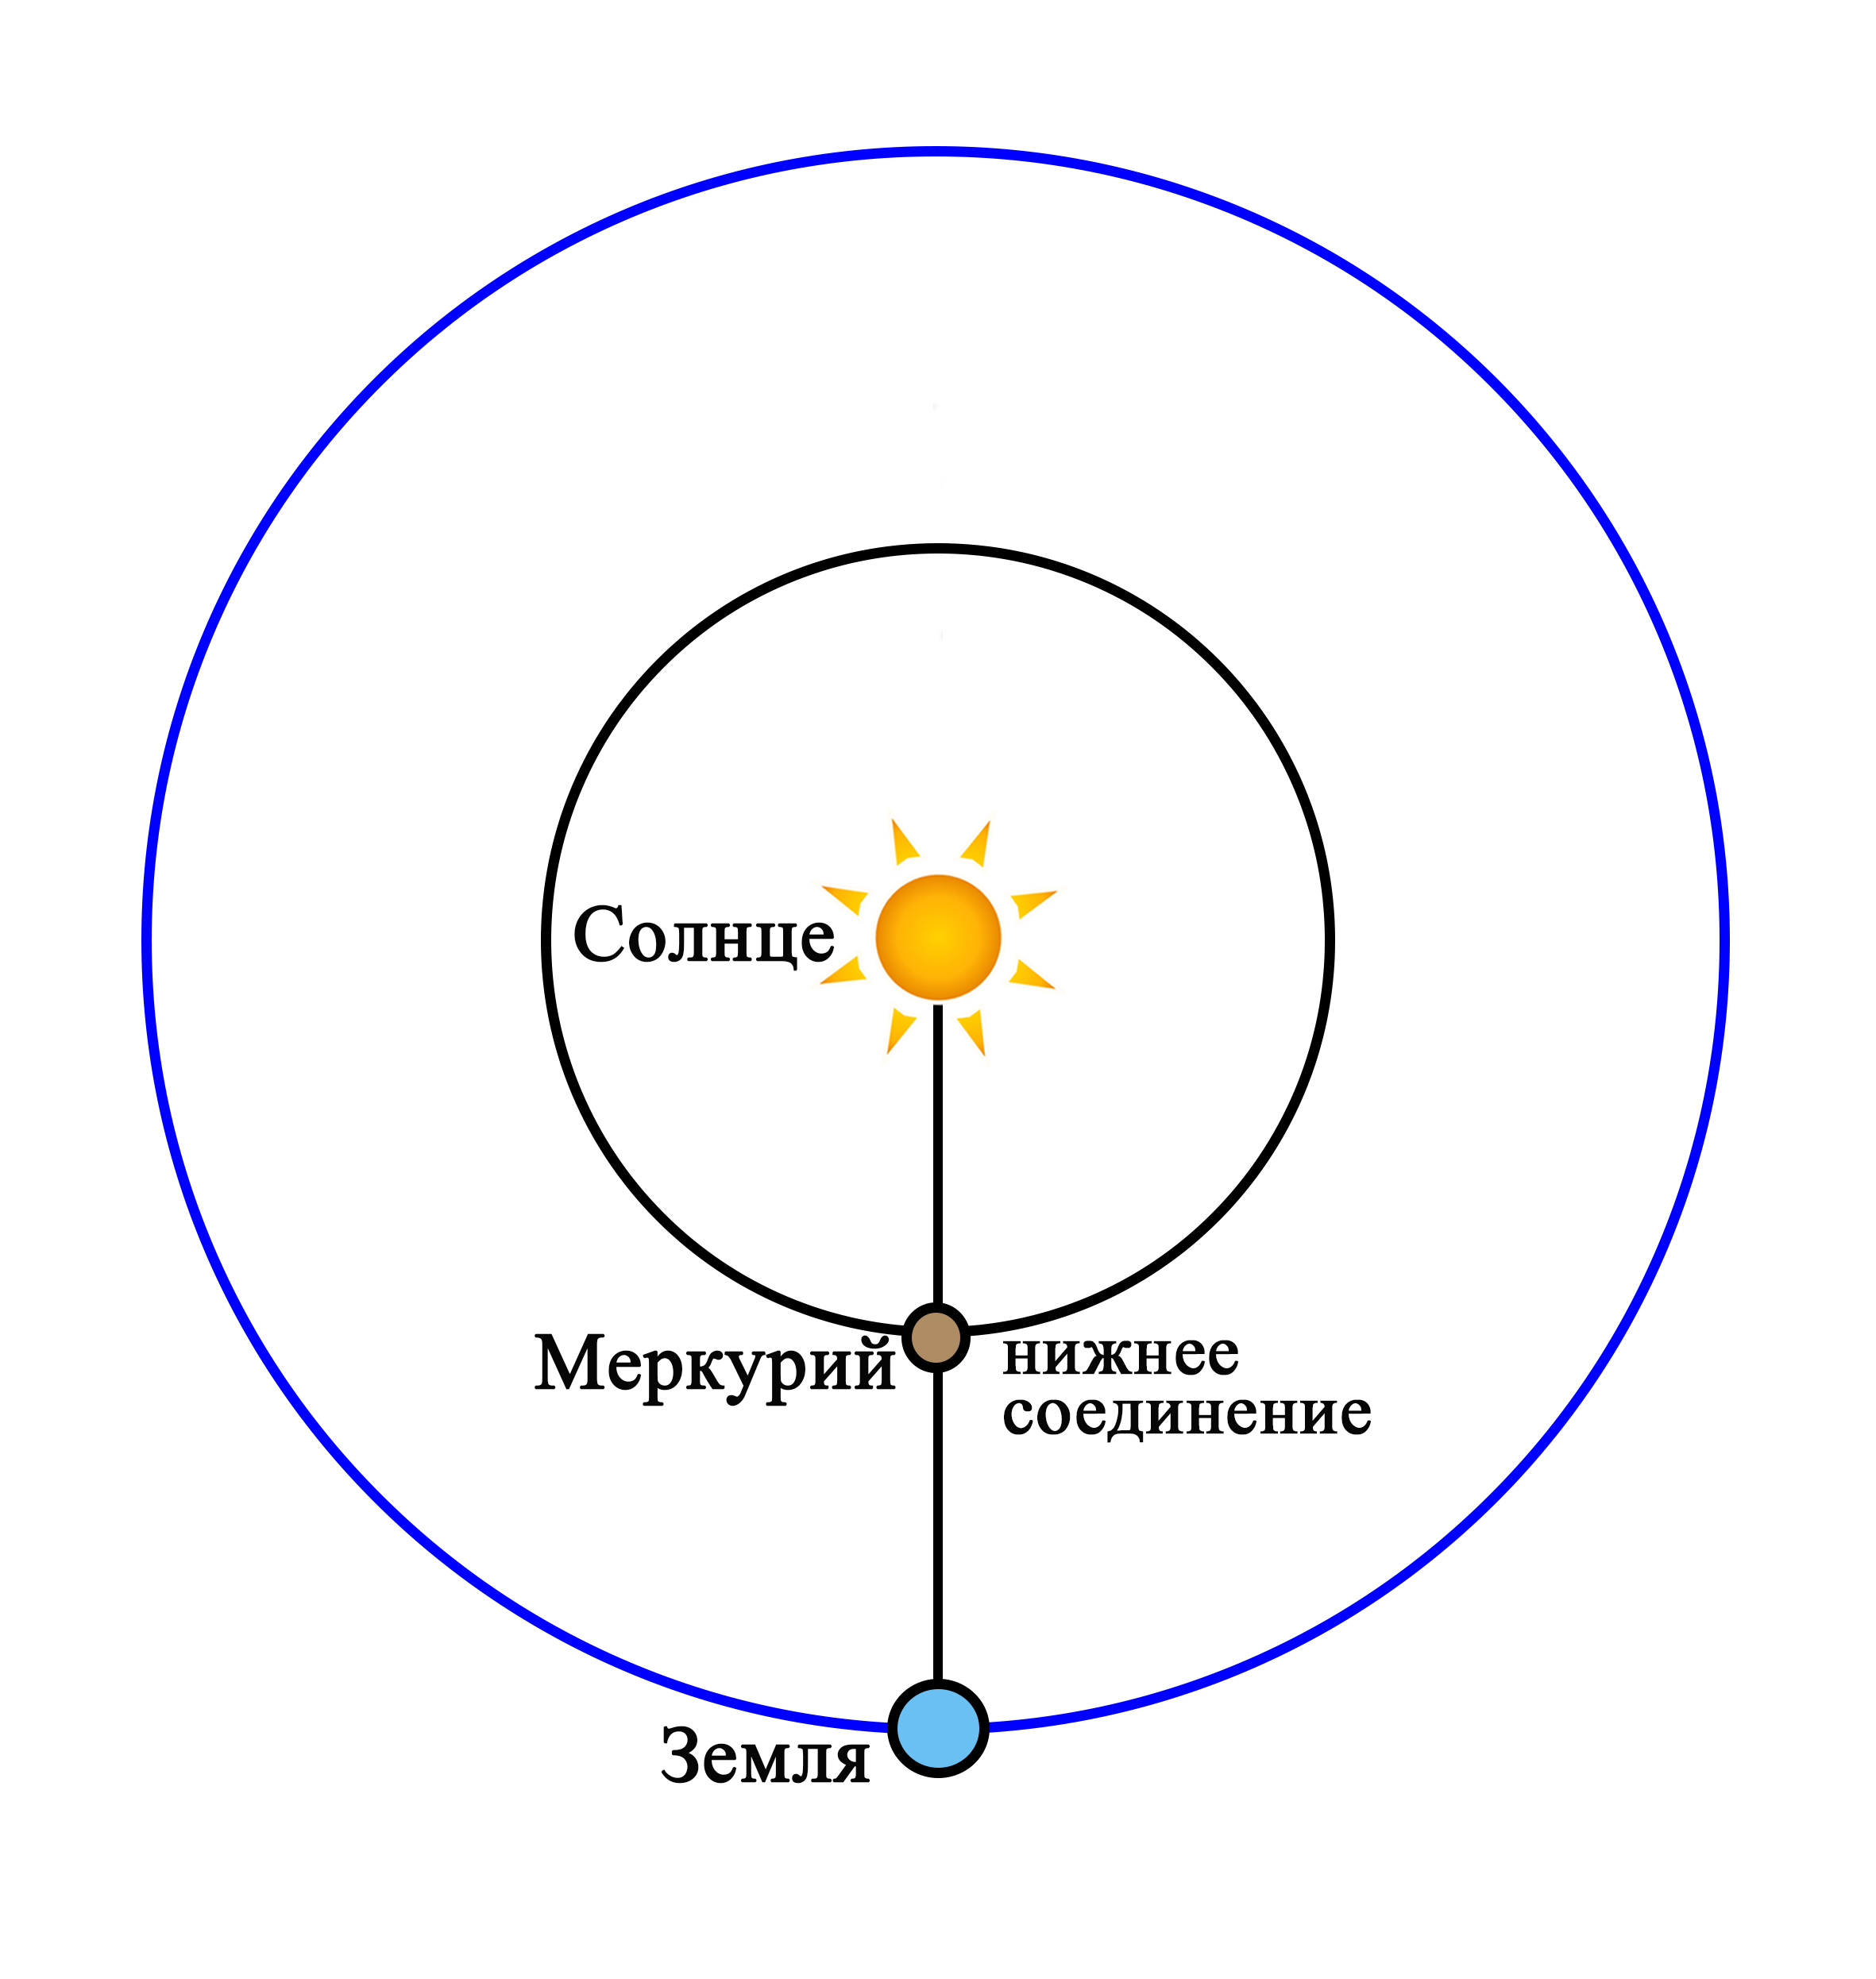 Солнце
Меркурий
нижнее
соединение
Земля